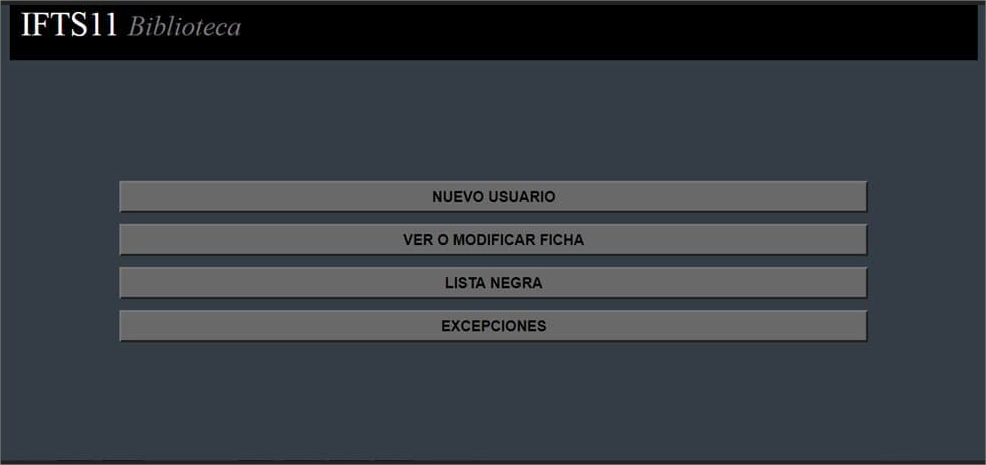 IFTS11 Biblioteca
NUEVO USUARIO
VER O MODIFICAR FICHA
LISTA NEGRA
EXCEPCIONES